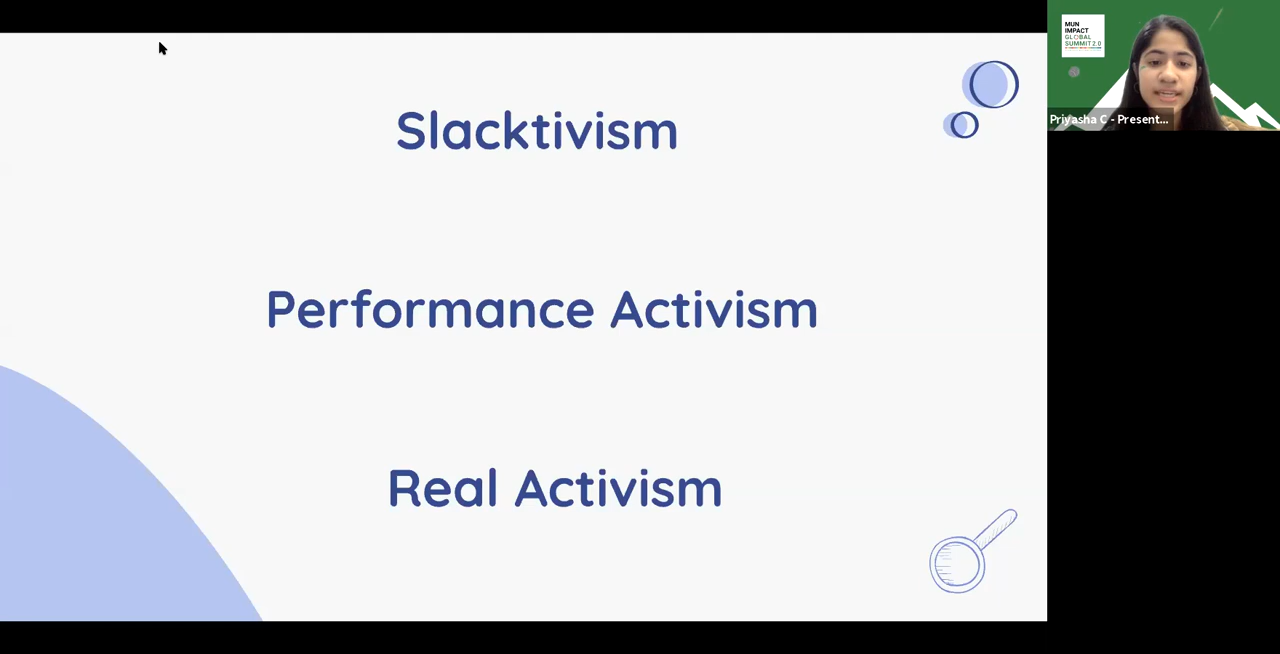 Slacktivism
Performance Activism
Real Activism
MUN
IMPACT
GLOBAL
SUMMIT 2.0
Priyasha C - Present...